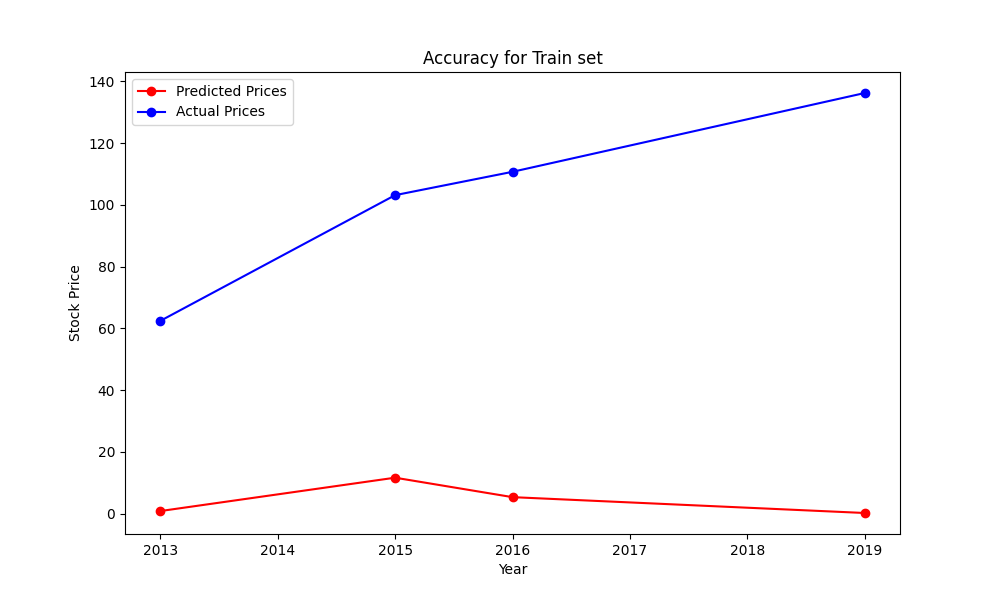 Accuracy for Train set
Predicted Prices
Actual Prices
140
120
100
80
60
40
20
0
Stock Price
2013 2014 2015 2016 2017 2018 2019
Year